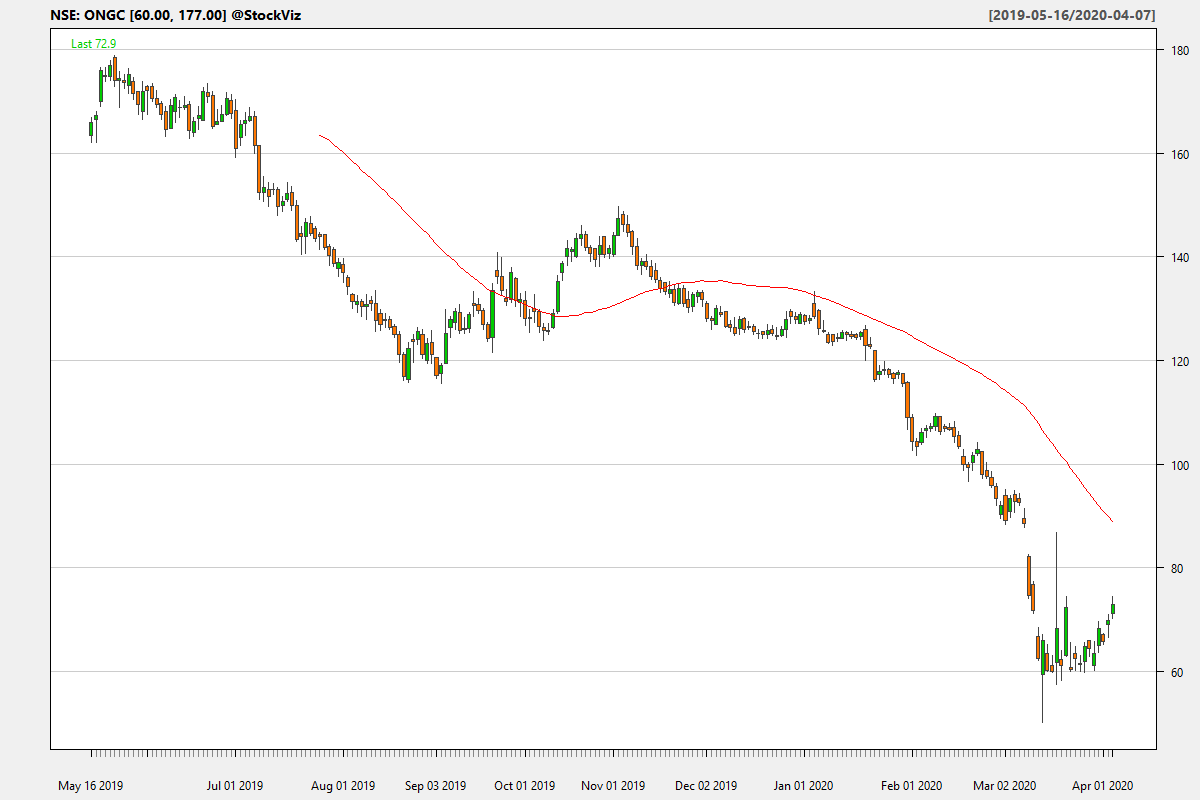 NSE: ONGC [60.00, 177.00] @StockViz
[2019-05-16/2020-04-07]
Last 72.9
180
160
140
120
100
80
60
May 16 2019 Jul 01 2019 Aug 01 2019 Sep 03 2019 Oct 01 2019 Nov 01 2019 Dec 02 2019 Jan 01 2020 Feb 01 2020 Mar 02 2020 Apr 01 2020